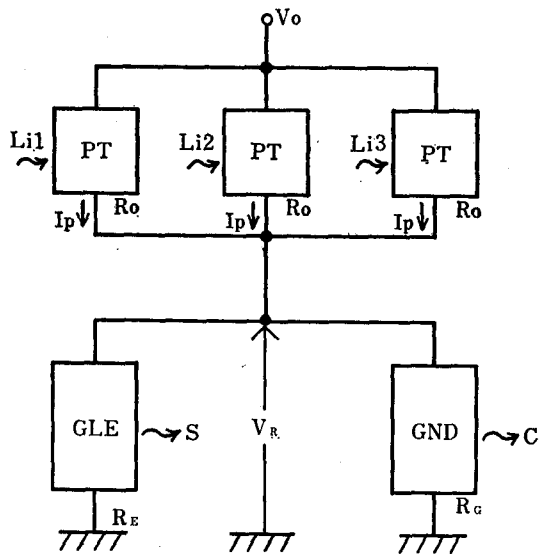 Vo
Li1 PT Li2 PT Li3 PT
Ro Ro Ro
Ip Ip Ip
GLE S VR GND C
RE RG